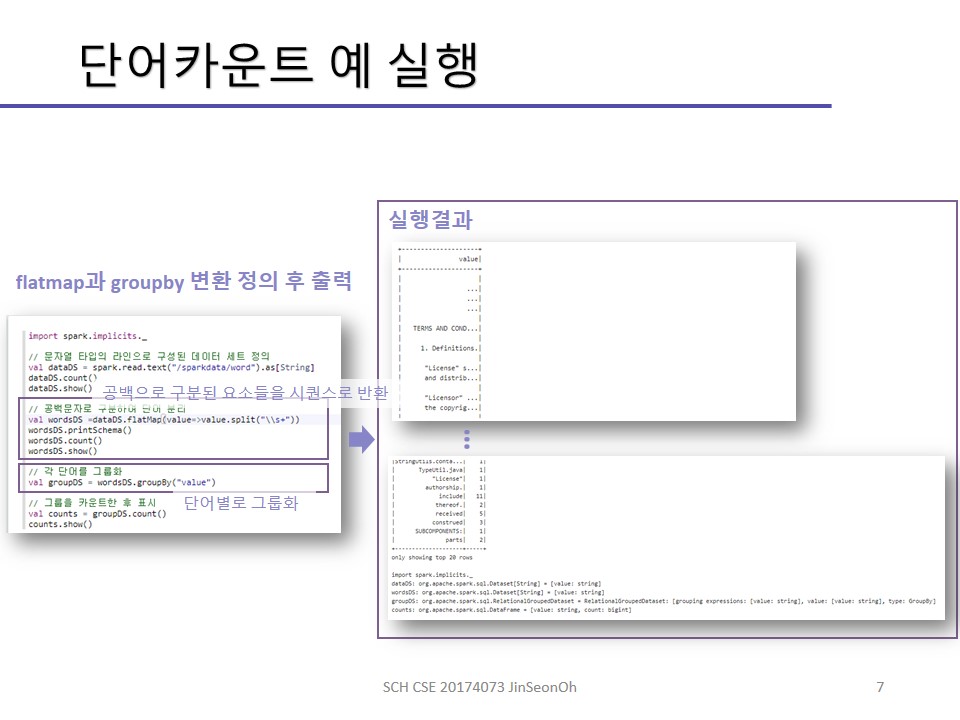 단어카운트 예 실행
flatmap과 groupby 변환 정의 후 출력
import spark.implicits._
// 문자열 타입의 라인으로 구성된 데이터 세트 정의
val dataDS = spark.read.text("/sparkdata/word").as[String]
dataDS.count()
dataDS.show()
공백으로 구분된 요소들을 시퀀스로 반환
// 공백문자로 구분하여 단어 분리
val wordsDS =dataDS.flatMap(value=>value.split("\\s+"))
wordsDS.printSchema()
wordsDS.count()
wordsDS.show()
// 각 단어를 그룹화
val groupDS = wordsDS.groupBy("value")
단어별로 그룹화
// 그룹을 카운트한 후 표시
val counts = groupDS.count()
counts.show()
실행결과
+--------------------+
| value|
+--------------------+
| |
| ...|
| ...|
| ...|
| |
| TERMS AND COND...|
| |
| 1. Definitions.|
| |
| "License" s...|
| and distrib...|
| |
| "Licensor" ...|
| the copyrig...|
| |
|StringUtils.conta...| 1|
| TypeUtil.java| 1|
| "License"| 1|
| authorship.| 1|
| include| 11|
| thereof.| 2|
| received| 5|
| construed| 3|
| SUBCOMPONENTS:| 1|
| parts| 2|
+--------------------+-----+
only showing top 20 rows
import spark.implicits._
dataDS: org.apache.spark.sql.Dataset[String] = [value: string]
wordsDS: org.apache.spark.sql.Dataset[String] = [value: string]
groupDS: org.apache.spark.sql.RelationalGroupedDataset = RelationalGroupedDataset: [grouping expressions: [value: string], value: [value: string], type: GroupBy]
counts: org.apache.spark.sql.DataFrame = [value: string, count: bigint]
SCH CSE 20174073 JinSeonOh
7